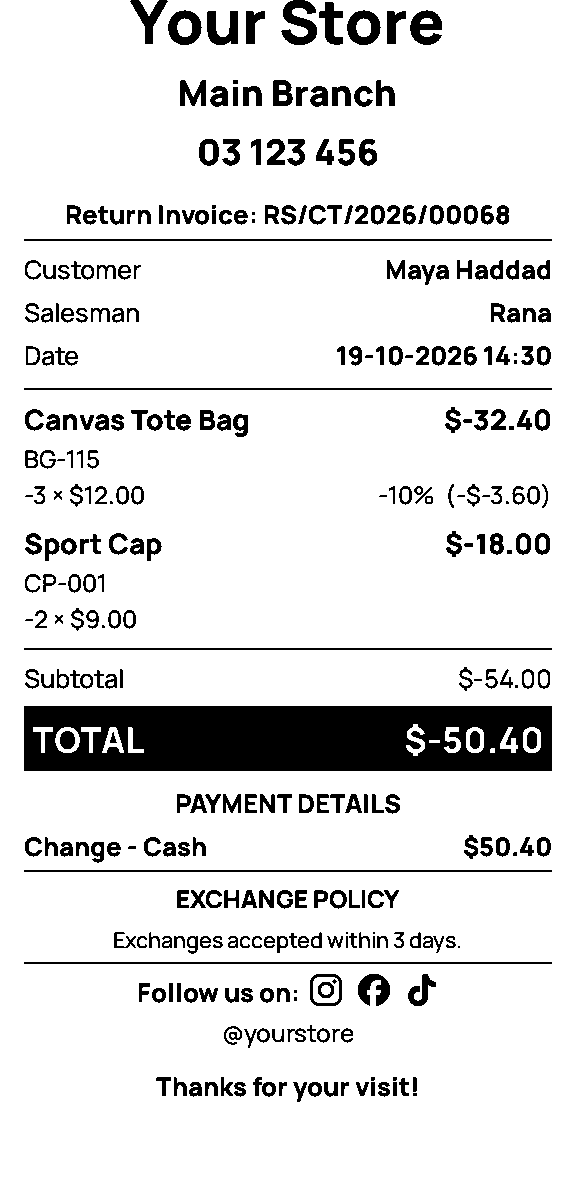 Your Store
Main Branch
03 123 456
Return Invoice: RS/CT/2026/00068
Customer Maya Haddad
Salesman Rana
Date 19-10-2026 14:30
Canvas Tote Bag $-32.40
BG-115
-3 × $12.00 -10% (-$-3.60)
Sport Cap $-18.00
CP-001
-2 × $9.00
Subtotal $-54.00
TOTAL $-50.40
PAYMENT DETAILS
Change - Cash $50.40
EXCHANGE POLICY
Exchanges accepted within 3 days.
Follow us on:
@yourstore
Thanks for your visit!